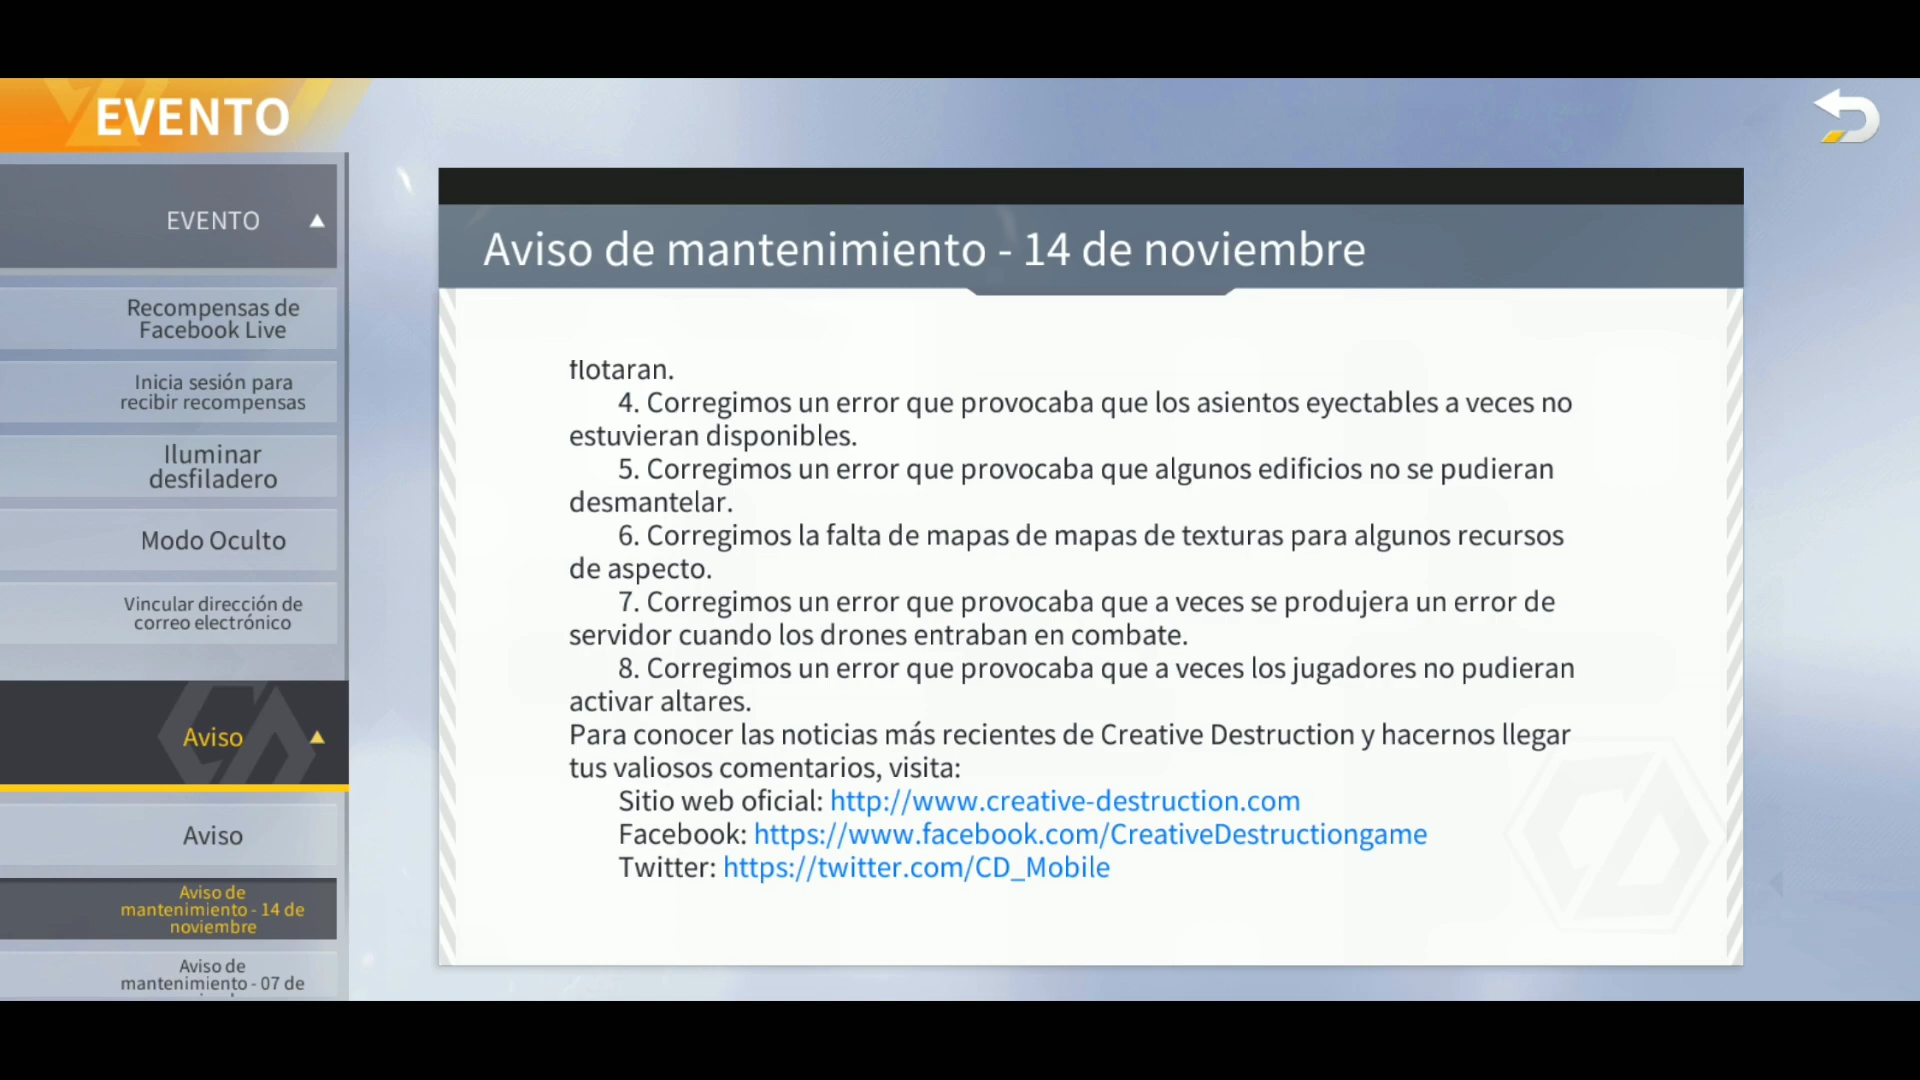 EVENTO
EVENTO
Recompensas de
Facebook Live
Inicia sesión para
recibir recompensas
Iluminar
desfiladero
Modo Oculto
Vincular dirección de
correo electrónico
Aviso
Aviso
Aviso de
mantenimiento - 14 de
noviembre
Aviso de
mantenimiento - 07 de
Aviso de mantenimiento - 14 de noviembre
flotaran.
4. Corregimos un error que provocaba que los asientos eyectables a veces no
estuvieran disponibles.
5. Corregimos un error que provocaba que algunos edificios no se pudieran
desmantelar.
6. Corregimos la falta de mapas de mapas de texturas para algunos recursos
de aspecto.
7. Corregimos un error que provocaba que a veces se produjera un error de
servidor cuando los drones entraban en combate.
8. Corregimos un error que provocaba que a veces los jugadores no pudieran
activar altares.
Para conocer las noticias más recientes de Creative Destruction y hacernos llegar
tus valiosos comentarios, visita:
Sitio web oficial: http://www.creative-destruction.com
Facebook: https://www.facebook.com/CreativeDestructiongame
Twitter: https://twitter.com/CD_Mobile